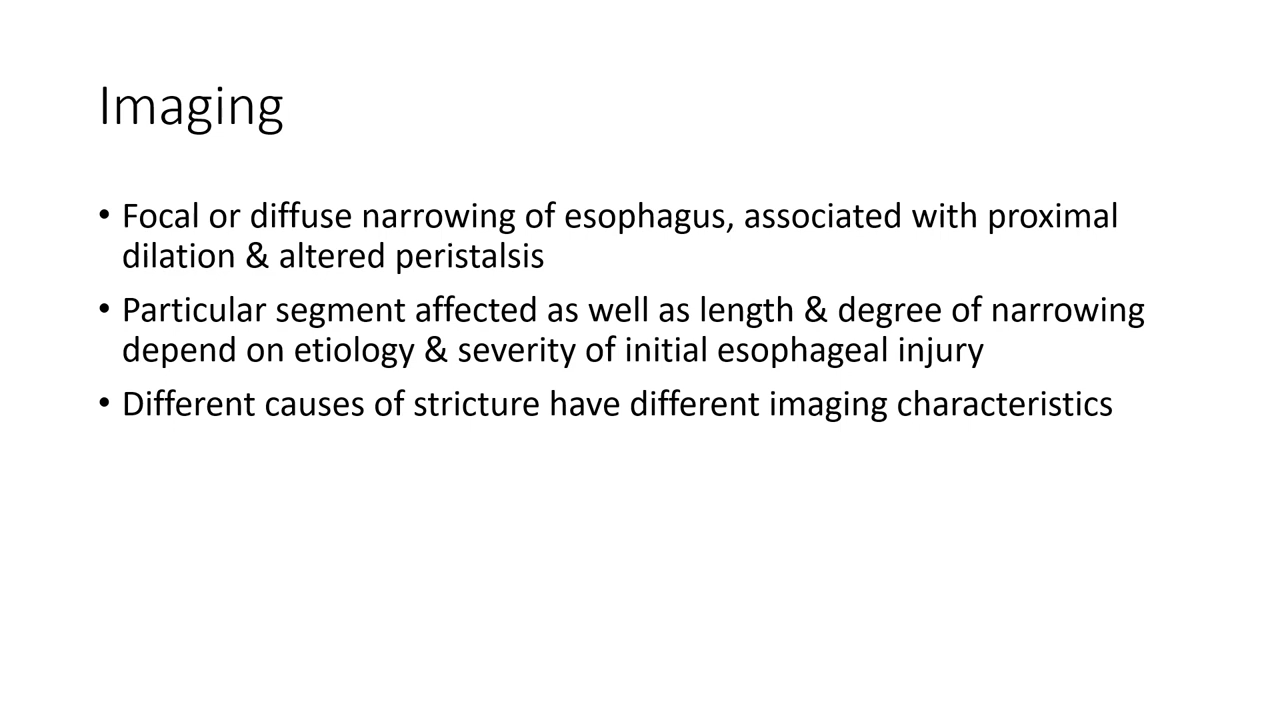 Imaging
• Focal or diffuse narrowing of esophagus, associated with proximal
dilation & altered peristalsis
• Particular segment affected as well as length & degree of narrowing
depend on etiology & severity of initial esophageal injury
• Different causes of stricture have different imaging characteristics